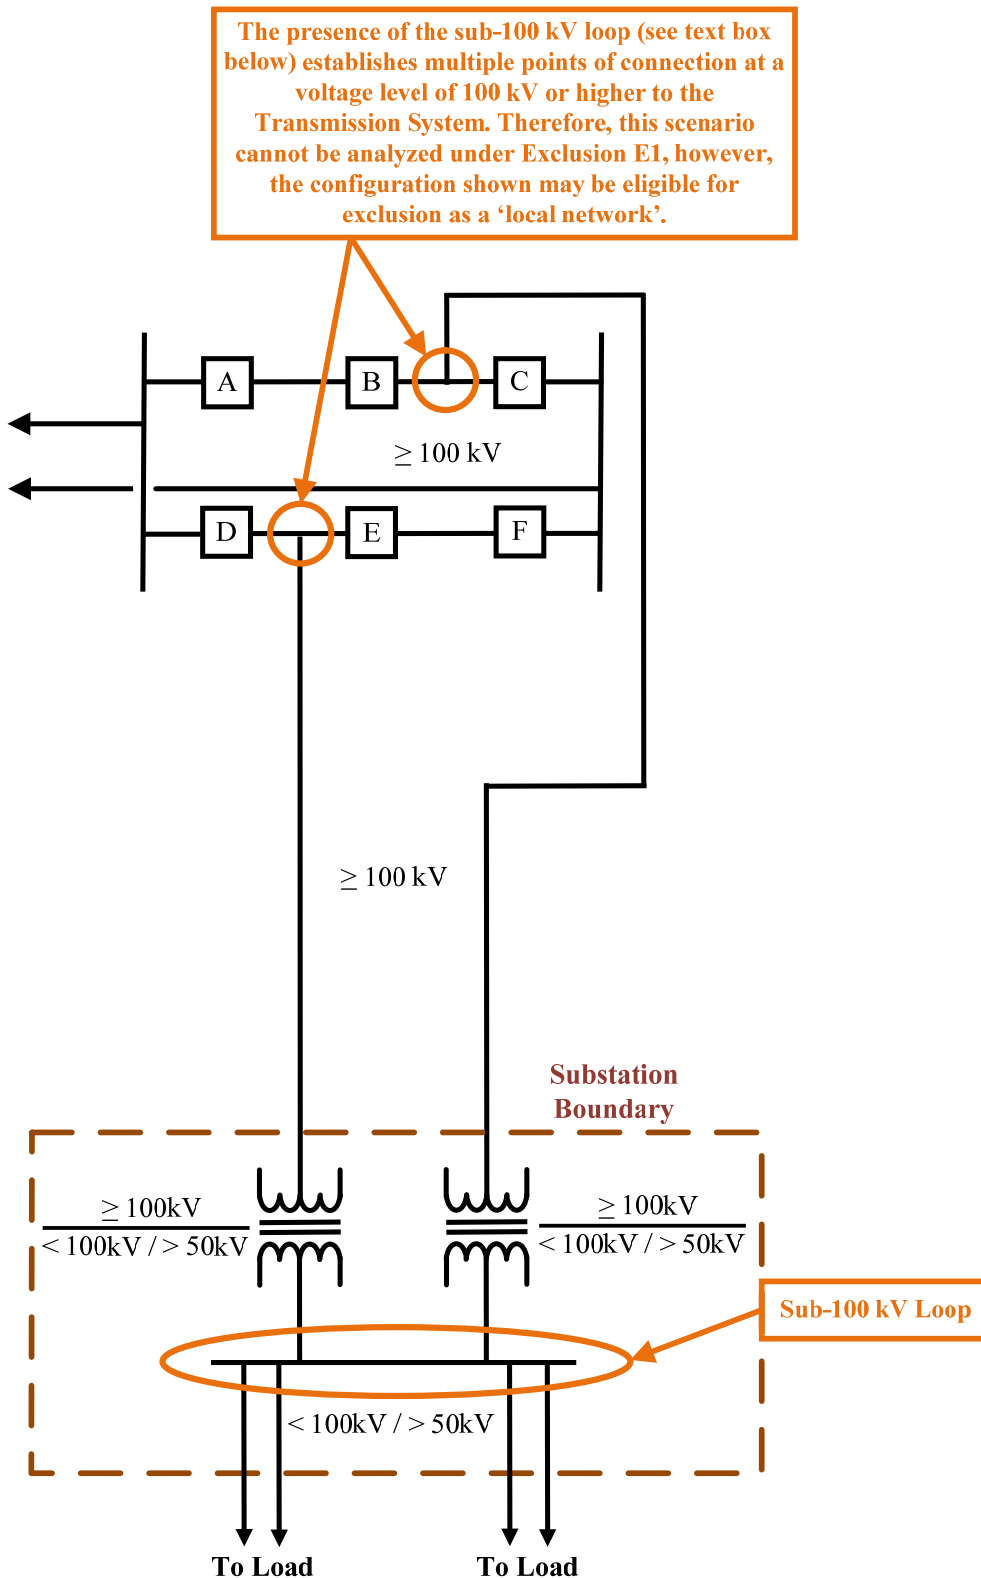 The presence of the sub-100 kV loop (see text box
below) establishes multiple points of connection at a
voltage level of 100 kV or higher to the
Transmission System. Therefore, this scenario
cannot be analyzed under Exclusion E1, however,
the configuration shown may be eligible for
exclusion as a ‘local network’.
A
B
C
≥ 100 kV
D
E
F
≥ 100 kV
Substation
Boundary
≥ 100kV
< 100kV / > 50kV
≥ 100kV
< 100kV / > 50kV
Sub-100 kV Loop
< 100kV / > 50kV
To Load
To Load